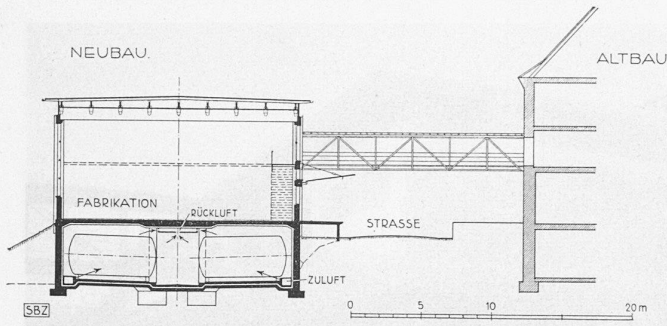 NEUBAU.
ALTBAU
FABRIKATION
RÜCKLUFT
STRASSE
ZULUFT
SBZ
0 5 10 20 m